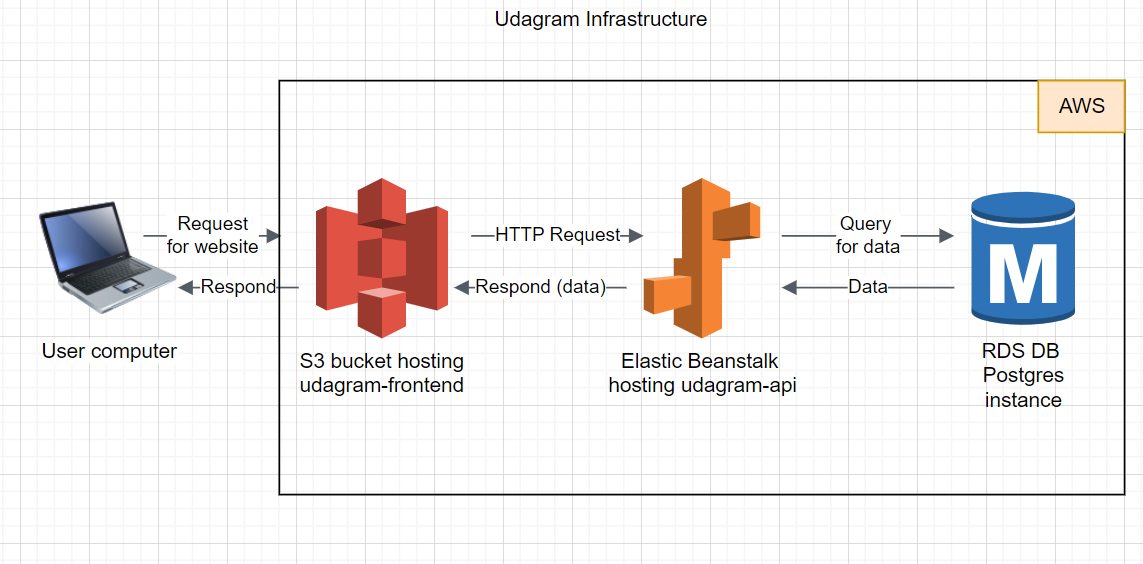 Udagram Infrastructure
AWS
Request
for website
Respond
HTTP Request
Respond (data)
Query
for data
Data
M
User computer
S3 bucket hosting
udagram-frontend
Elastic Beanstalk
hosting udagram-api
RDS DB
Postgres
instance